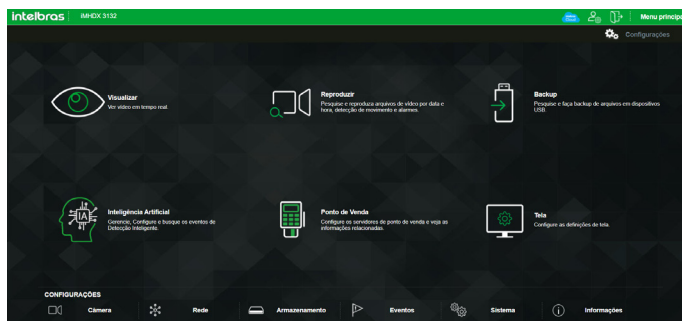 intelbras iMHDX 3132 Menu principa
Configurações
Visualizar
Ver vídeo em tempo real.
Reproduzir
Pesquise e reproduza arquivos de vídeo por data e
hora, detecção de movimento e alarmes.
Backup
Pesquise e faça backup de arquivos em dispositivos
USB.
IA
Inteligência Artificial
Gerencie, Configure e busque os eventos de
Detecção Inteligente.
Ponto de Venda
Configure os servidores de ponto de venda e veja as
informações relacionadas.
Tela
Configure as definições de tela.
CONFIGURAÇÕES
Câmera Rede Armazenamento Eventos Sistema Informações